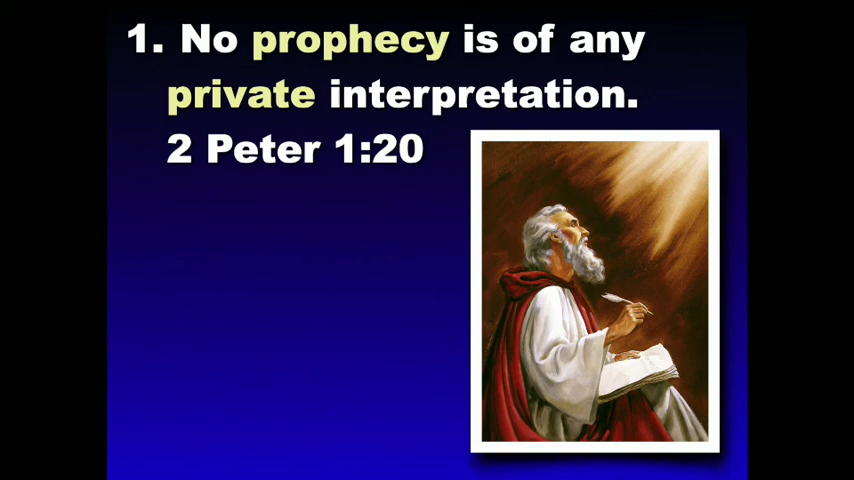 1. No prophecy is of any
private interpretation.
2 Peter 1:20